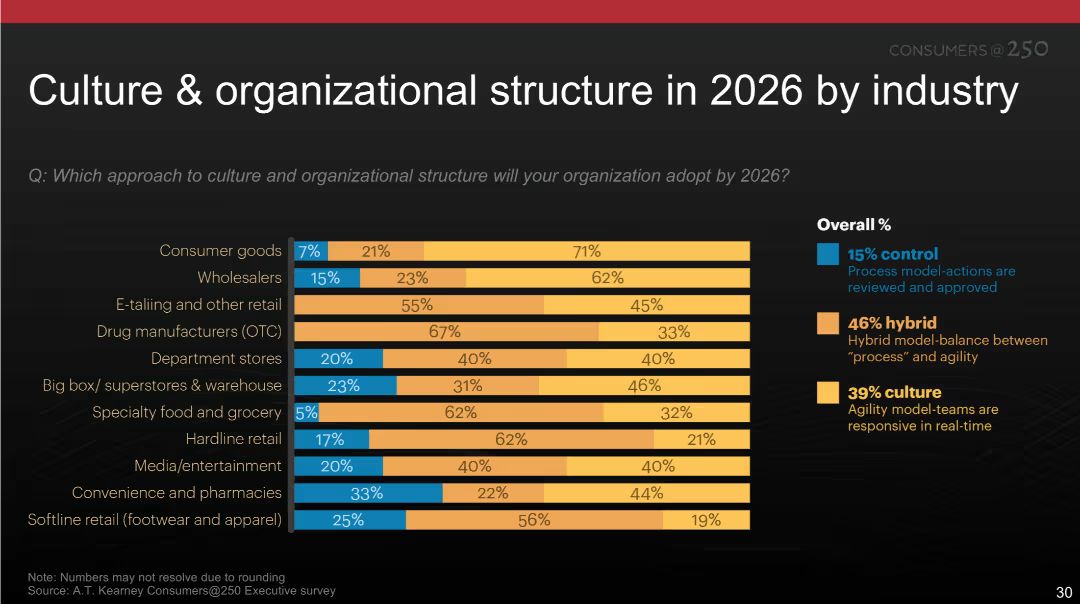 CONSUMERS@250
Culture & organizational structure in 2026 by industry
Q: Which approach to culture and organizational structure will your organization adopt by 2026?
Consumer goods 7% 21% 71%
Wholesalers 15% 23% 62%
E-taliing and other retail 55% 45%
Drug manufacturers (OTC) 67% 33%
Department stores 20% 40% 40%
Big box/ superstores & warehouse 23% 31% 46%
Specialty food and grocery 5% 62% 32%
Hardline retail 17% 62% 21%
Media/entertainment 20% 40% 40%
Convenience and pharmacies 33% 22% 44%
Softline retail (footwear and apparel) 25% 56% 19%
Overall %
15% control
Process model-actions are
reviewed and approved
46% hybrid
Hybrid model-balance between
"process" and agility
39% culture
Agility model-teams are
responsive in real-time
Note: Numbers may not resolve due to rounding
Source: A.T. Kearney Consumers@250 Executive survey
30